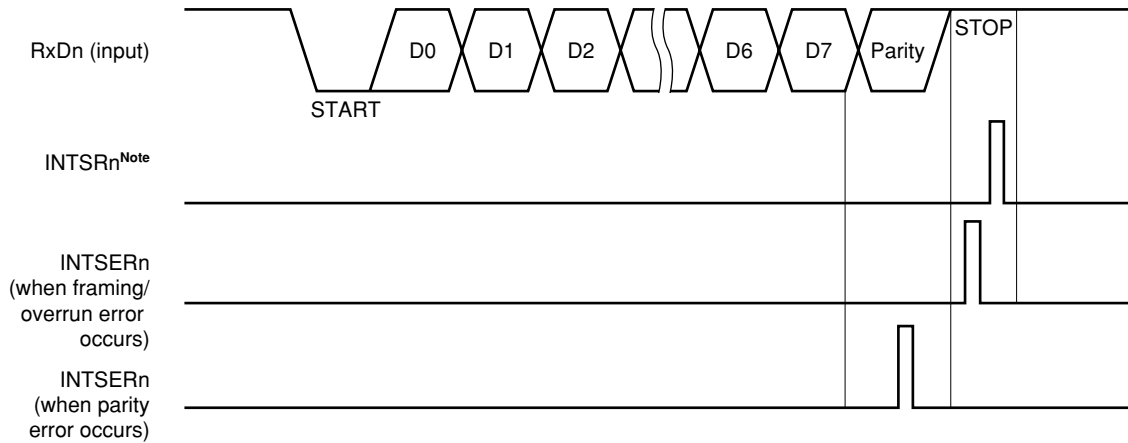 RxDn (input)
D0 D1 D2 D6 D7 Parity STOP
START
INTSRnNote
INTSERn
(when framing/
overrun error
occurs)
INTSERn
(when parity
error occurs)